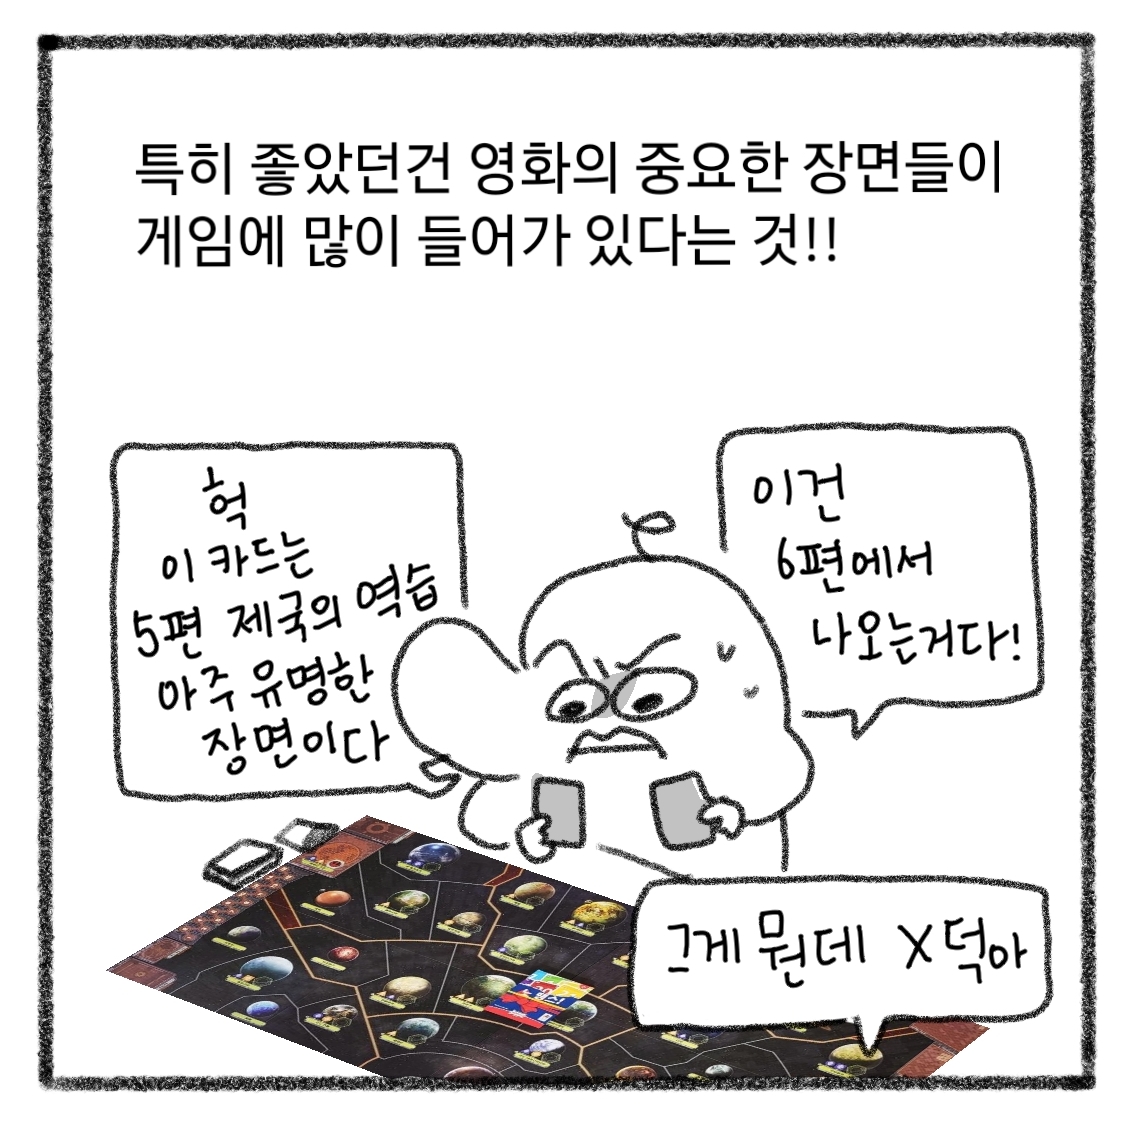 특히 좋았던건 영화의 중요한 장면들이
게임에 많이 들어가 있다는 것!!
헉
이 카드는
5편 제국의 역습
아주 유명한
장면이다
이건
6편에서
나오는거다!
그게 뭔데 X덕아